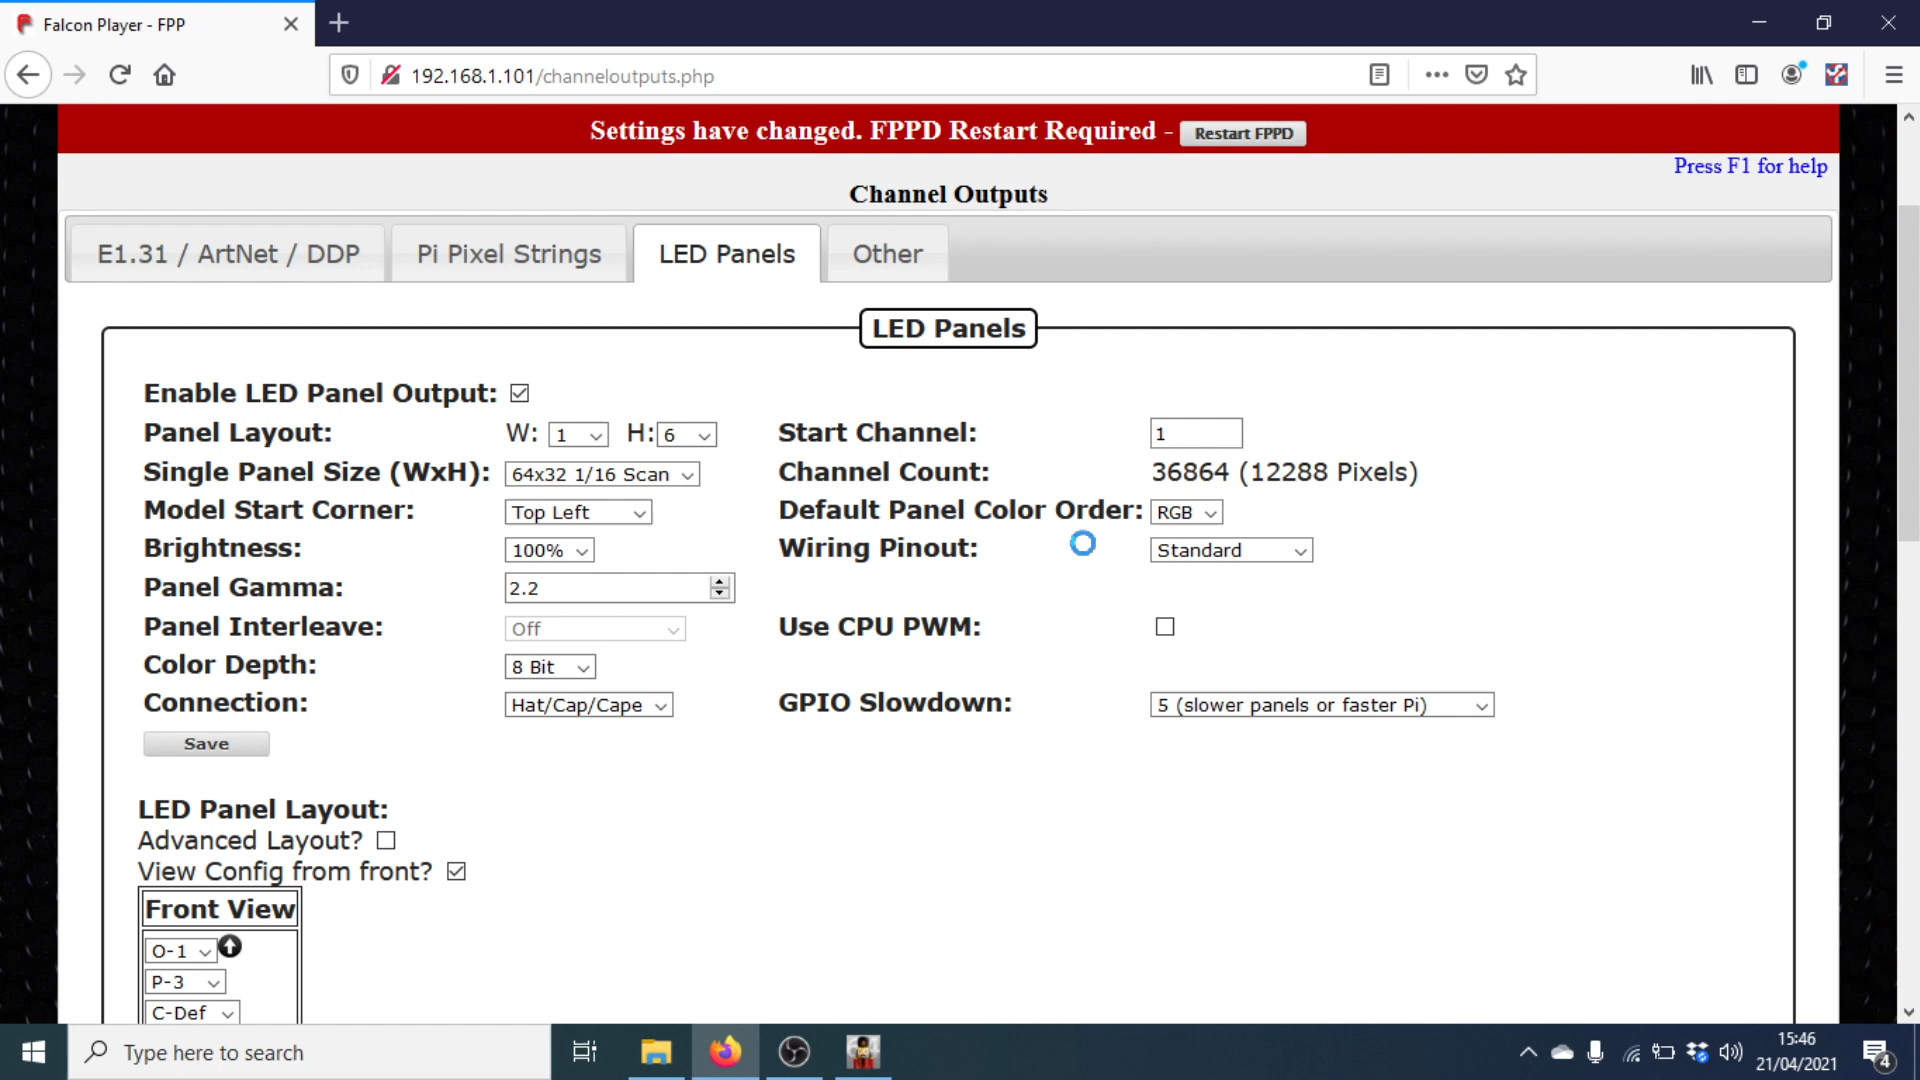 Falcon Player - FPP
192.168.1.101/channeloutputs.php
Settings have changed. FPPD Restart Required - Restart FPPD
Press F1 for help
Channel Outputs
E1.31 / ArtNet / DDP Pi Pixel Strings LED Panels Other
LED Panels
Enable LED Panel Output:
Panel Layout: W: 1 H: 6 Start Channel: 1
Single Panel Size (WxH): 64x32 1/16 Scan Channel Count: 36864 (12288 Pixels)
Model Start Corner: Top Left Default Panel Color Order: RGB
Brightness: 100% Wiring Pinout: Standard
Panel Gamma: 2.2
Panel Interleave: Off Use CPU PWM:
Color Depth: 8 Bit
Connection: Hat/Cap/Cape GPIO Slowdown: 5 (slower panels or faster Pi)
Save
LED Panel Layout:
Advanced Layout?
View Config from front?
Front View
O-1
P-3
C-Def
Type here to search
15:46
21/04/2021
4